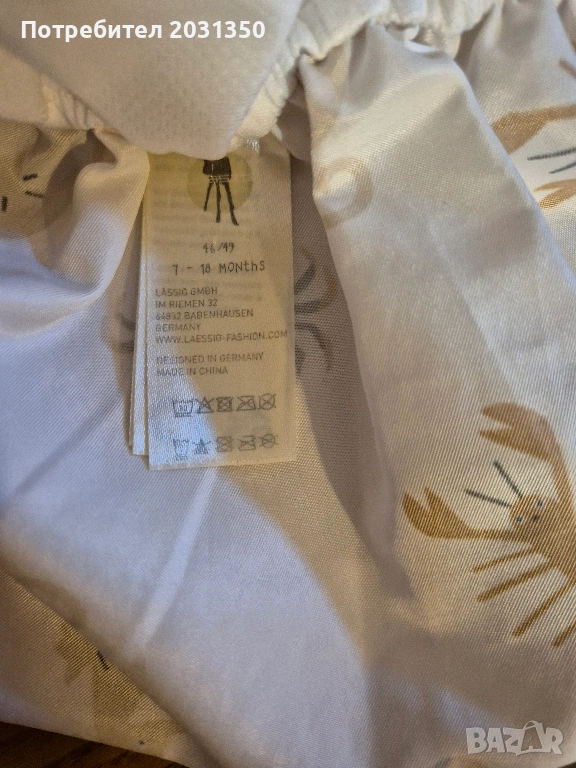 Потребител 2031350
46/49
7 - 18 MONTHS
LÄSSIG GMBH
IM RIEMEN 32
64832 BABENHAUSEN
GERMANY
WWW.LAESSIG-FASHION.COM
DESIGNED IN GERMANY
MADE IN CHINA
BAZAR